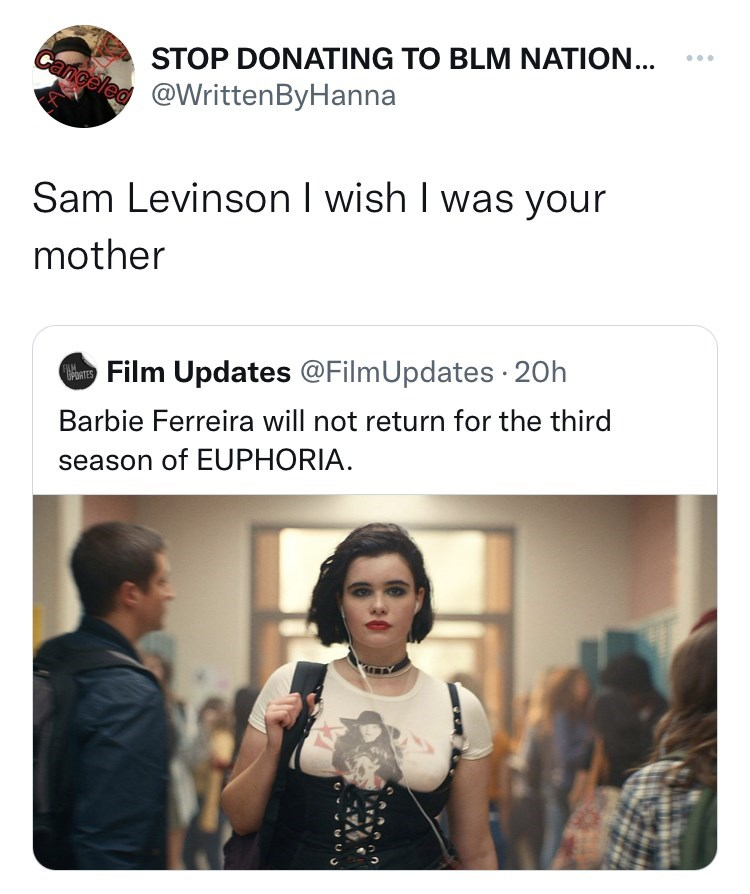 Canceled
STOP DONATING TO BLM NATION...
@WrittenByHanna
Sam Levinson I wish I was your
mother
FILM
UPDATES
Film Updates @FilmUpdates · 20h
Barbie Ferreira will not return for the third
season of EUPHORIA.